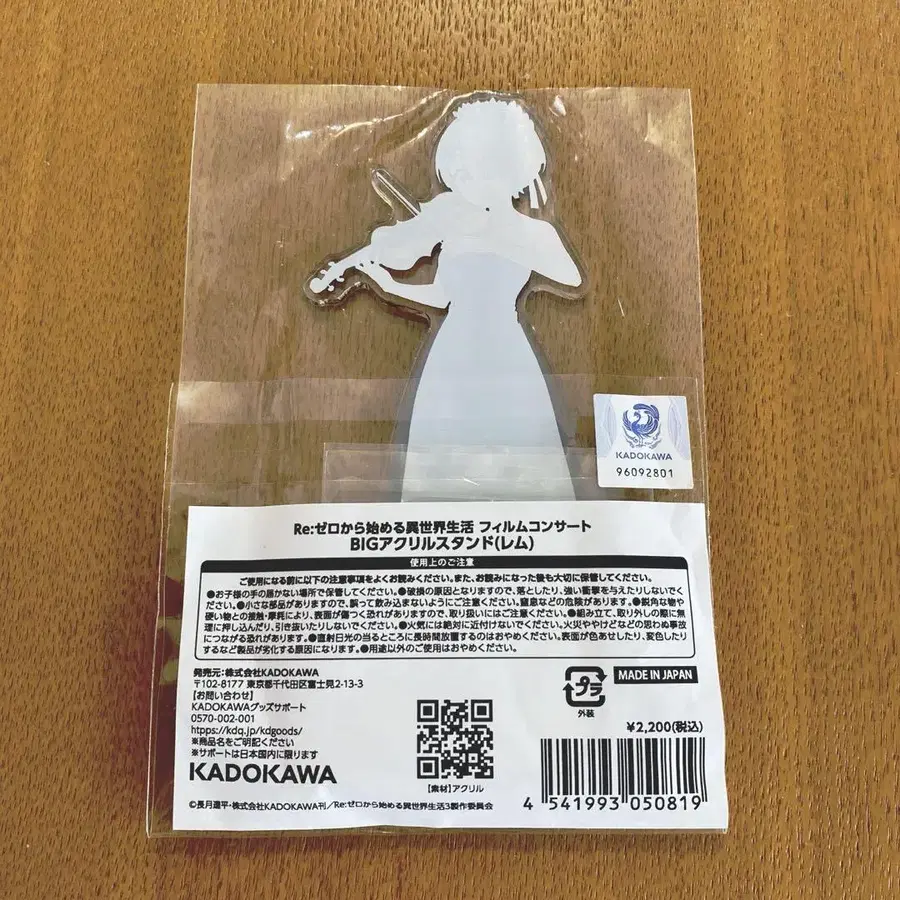 KADOKAWA
96092801
Re:ゼロから始める異世界生活 フィルムコンサート
BIGアクリルスタンド(レム)
使用上のご注意
ご使用になる前に以下の注意事項をよくお読みください。また、お読みになった後も大切に保管してください。
●お子様の手の届かない場所で保管してください。●破損の原因となりますので、落としたり、強い衝撃を与えたりしないでく
ださい。●小さな部品がありますので、誤って飲み込まないようにご注意ください。窒息などの危険があります。●鋭角な物や
硬い物との接触・摩耗により、表面が傷つく恐れがありますので、取り扱いにはご注意ください。●組み立て、取り外しの際に無
理に押し込んだり、引き抜いたりしないでください。●火気には絶対に近付けないでください。火災ややけどなどの思わぬ事故
につながる恐れがあります。●直射日光の当るところに長時間放置するのはおやめください。表面が色あせしたり、変色したり
するなど製品が劣化する原因になります。●用途以外のご使用はおやめください。
発売元:株式会社KADOKAWA
〒102-8177 東京都千代田区富士見2-13-3
【お問い合わせ】
KADOKAWAグッズサポート
0570-002-001
htpps://kdq.jp/kdgoods/
※商品名をご明記ください
※サポートは日本国内に限ります
KADOKAWA
【素材】アクリル
プラ
外装
MADE IN JAPAN
¥2,200(税込)
4 541993 050819
©長月達平・株式会社KADOKAWA刊/Re:ゼロから始める異世界生活3製作委員会